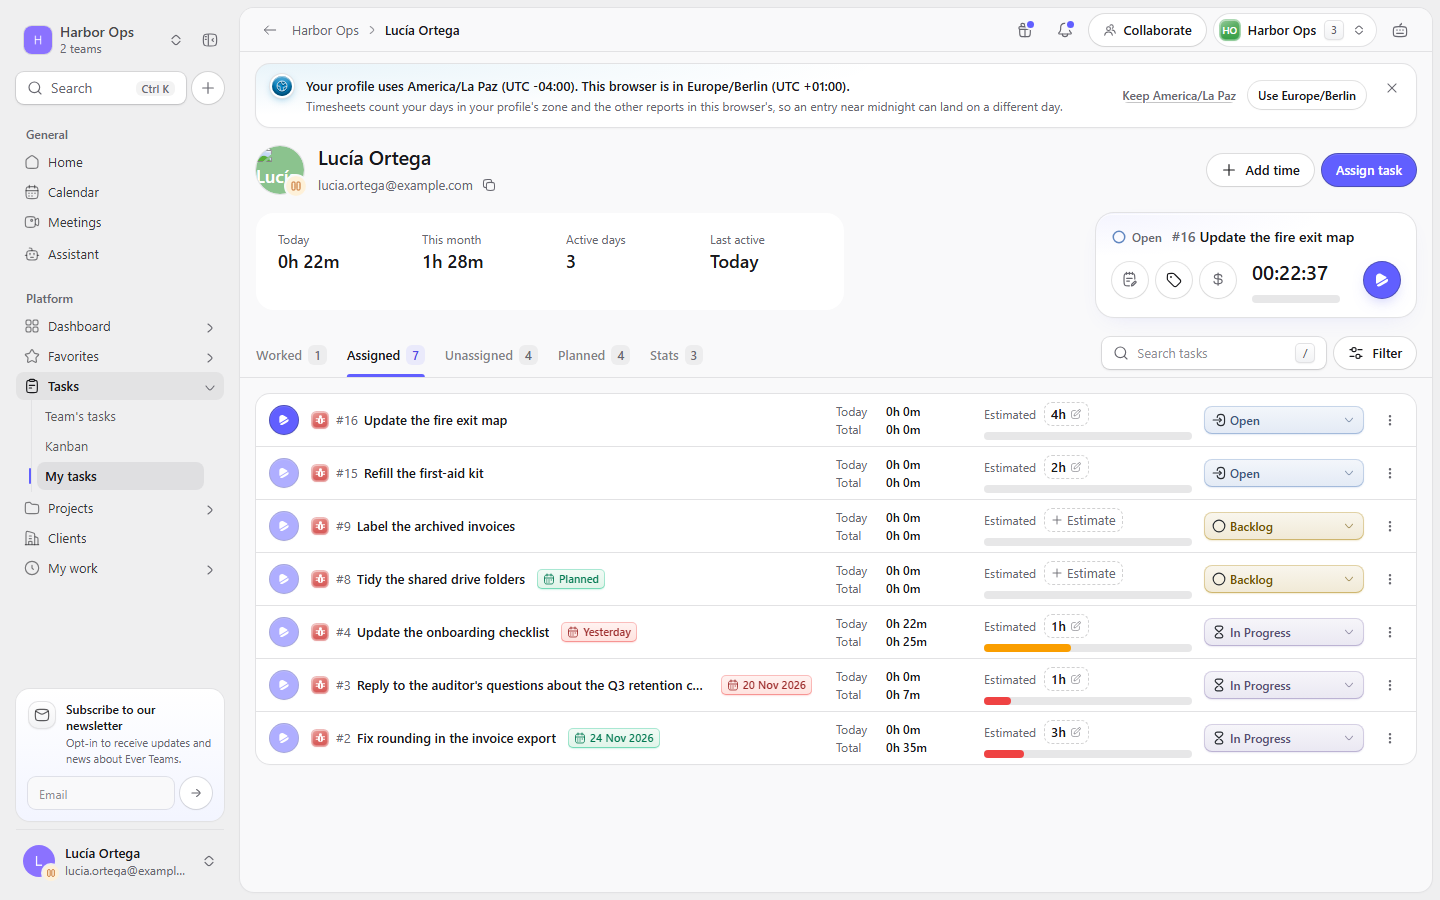 H
Harbor Ops
2 teams
Search
Ctrl K
General
Home
Calendar
Meetings
Assistant
Platform
Dashboard
Favorites
Tasks
Team's tasks
Kanban
My tasks
Projects
Clients
My work
Subscribe to our
newsletter
Opt-in to receive updates and
news about Ever Teams.
Email
L
Lucía Ortega
lucia.ortega@exampl...
Harbor Ops
Lucía Ortega
Collaborate
HO
Harbor Ops
3
Your profile uses America/La Paz (UTC -04:00). This browser is in Europe/Berlin (UTC +01:00).
Timesheets count your days in your profile's zone and the other reports in this browser's, so an entry near midnight can land on a different day.
Keep America/La Paz
Use Europe/Berlin
Lucía Ortega
lucia.ortega@example.com
Add time
Assign task
Today
0h 22m
This month
1h 28m
Active days
3
Last active
Today
Open
#16 Update the fire exit map
$
00:22:37
Worked 1
Assigned 7
Unassigned 4
Planned 4
Stats 3
Search tasks
/
Filter
#16 Update the fire exit map
Today 0h 0m
Total 0h 0m
Estimated 4h
Open
#15 Refill the first-aid kit
Today 0h 0m
Total 0h 0m
Estimated 2h
Open
#9 Label the archived invoices
Today 0h 0m
Total 0h 0m
Estimated + Estimate
Backlog
#8 Tidy the shared drive folders
Planned
Today 0h 0m
Total 0h 0m
Estimated + Estimate
Backlog
#4 Update the onboarding checklist
Yesterday
Today 0h 22m
Total 0h 25m
Estimated 1h
In Progress
#3 Reply to the auditor's questions about the Q3 retention c...
20 Nov 2026
Today 0h 0m
Total 0h 7m
Estimated 1h
In Progress
#2 Fix rounding in the invoice export
24 Nov 2026
Today 0h 0m
Total 0h 35m
Estimated 3h
In Progress